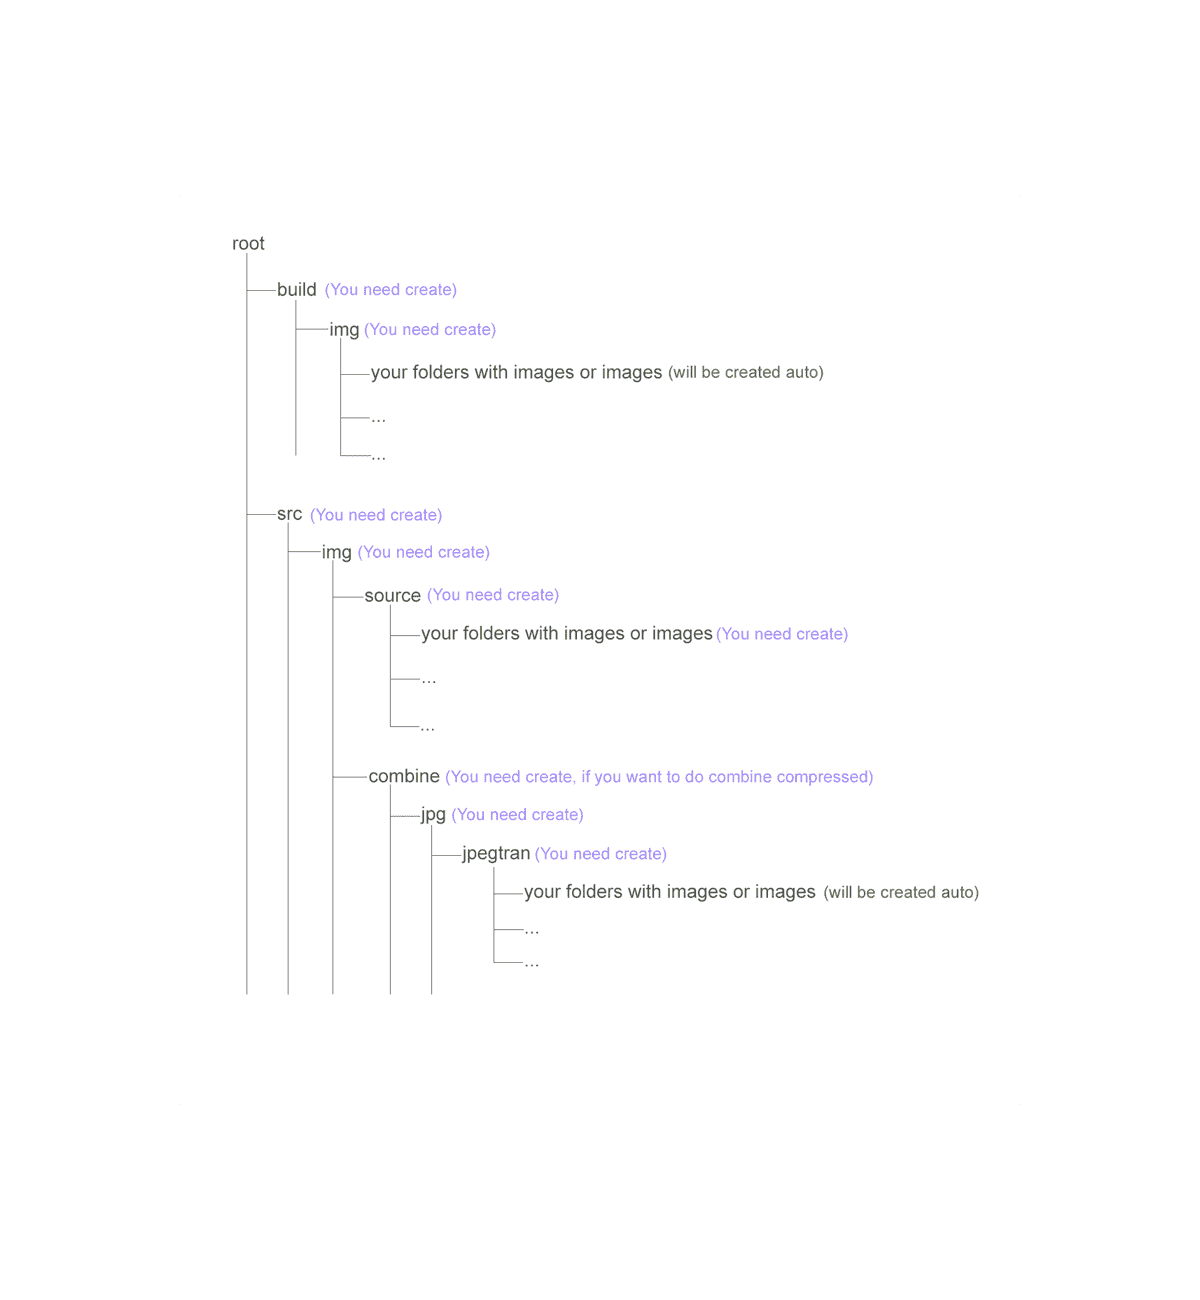 root
build (You need create)
img (You need create)
your folders with images or images (will be created auto)
...
...
src (You need create)
img (You need create)
source (You need create)
your folders with images or images (You need create)
...
...
combine (You need create, if you want to do combine compressed)
jpg (You need create)
jpegtran (You need create)
your folders with images or images (will be created auto)
...
...